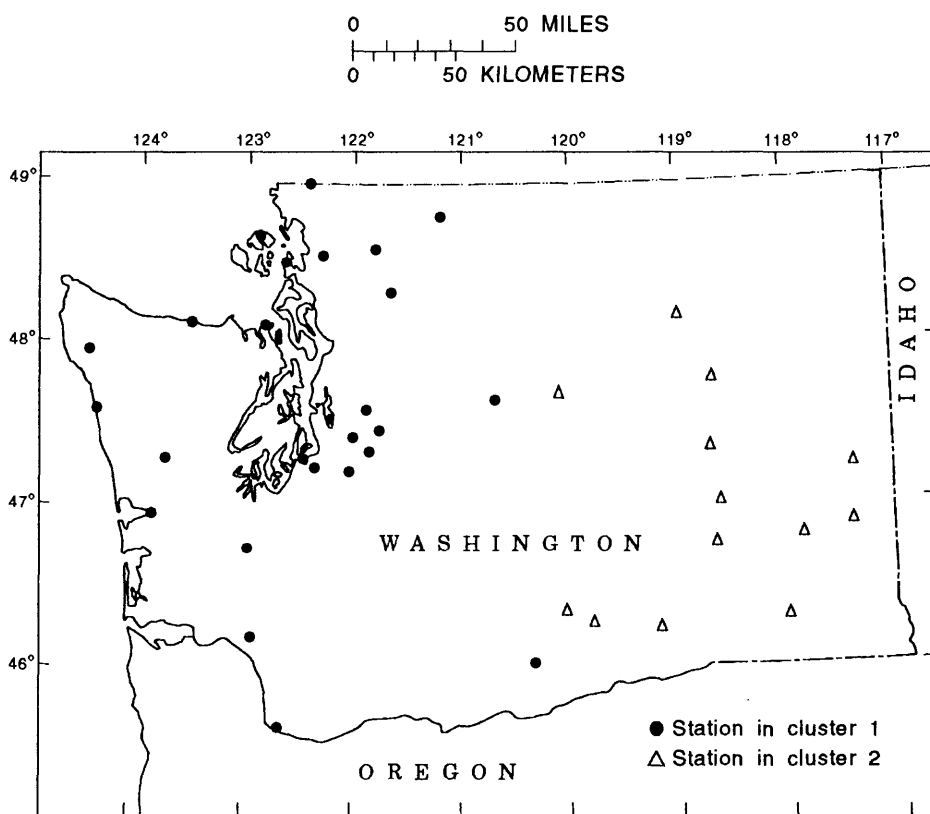 0 50 MILES
0 50 KILOMETERS
124° 123° 122° 121° 120° 119° 118° 117°
49°
48°
47°
46°
IDAHO
WASHINGTON
OREGON
Station in cluster 1
Station in cluster 2